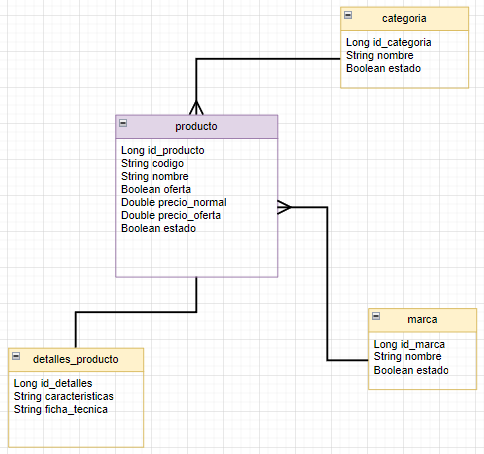 categoria
Long id_categoria
String nombre
Boolean estado
producto
Long id_producto
String codigo
String nombre
Boolean oferta
Double precio_normal
Double precio_oferta
Boolean estado
marca
Long id_marca
String nombre
Boolean estado
detalles_producto
Long id_detalles
String caracteristicas
String ficha_tecnica